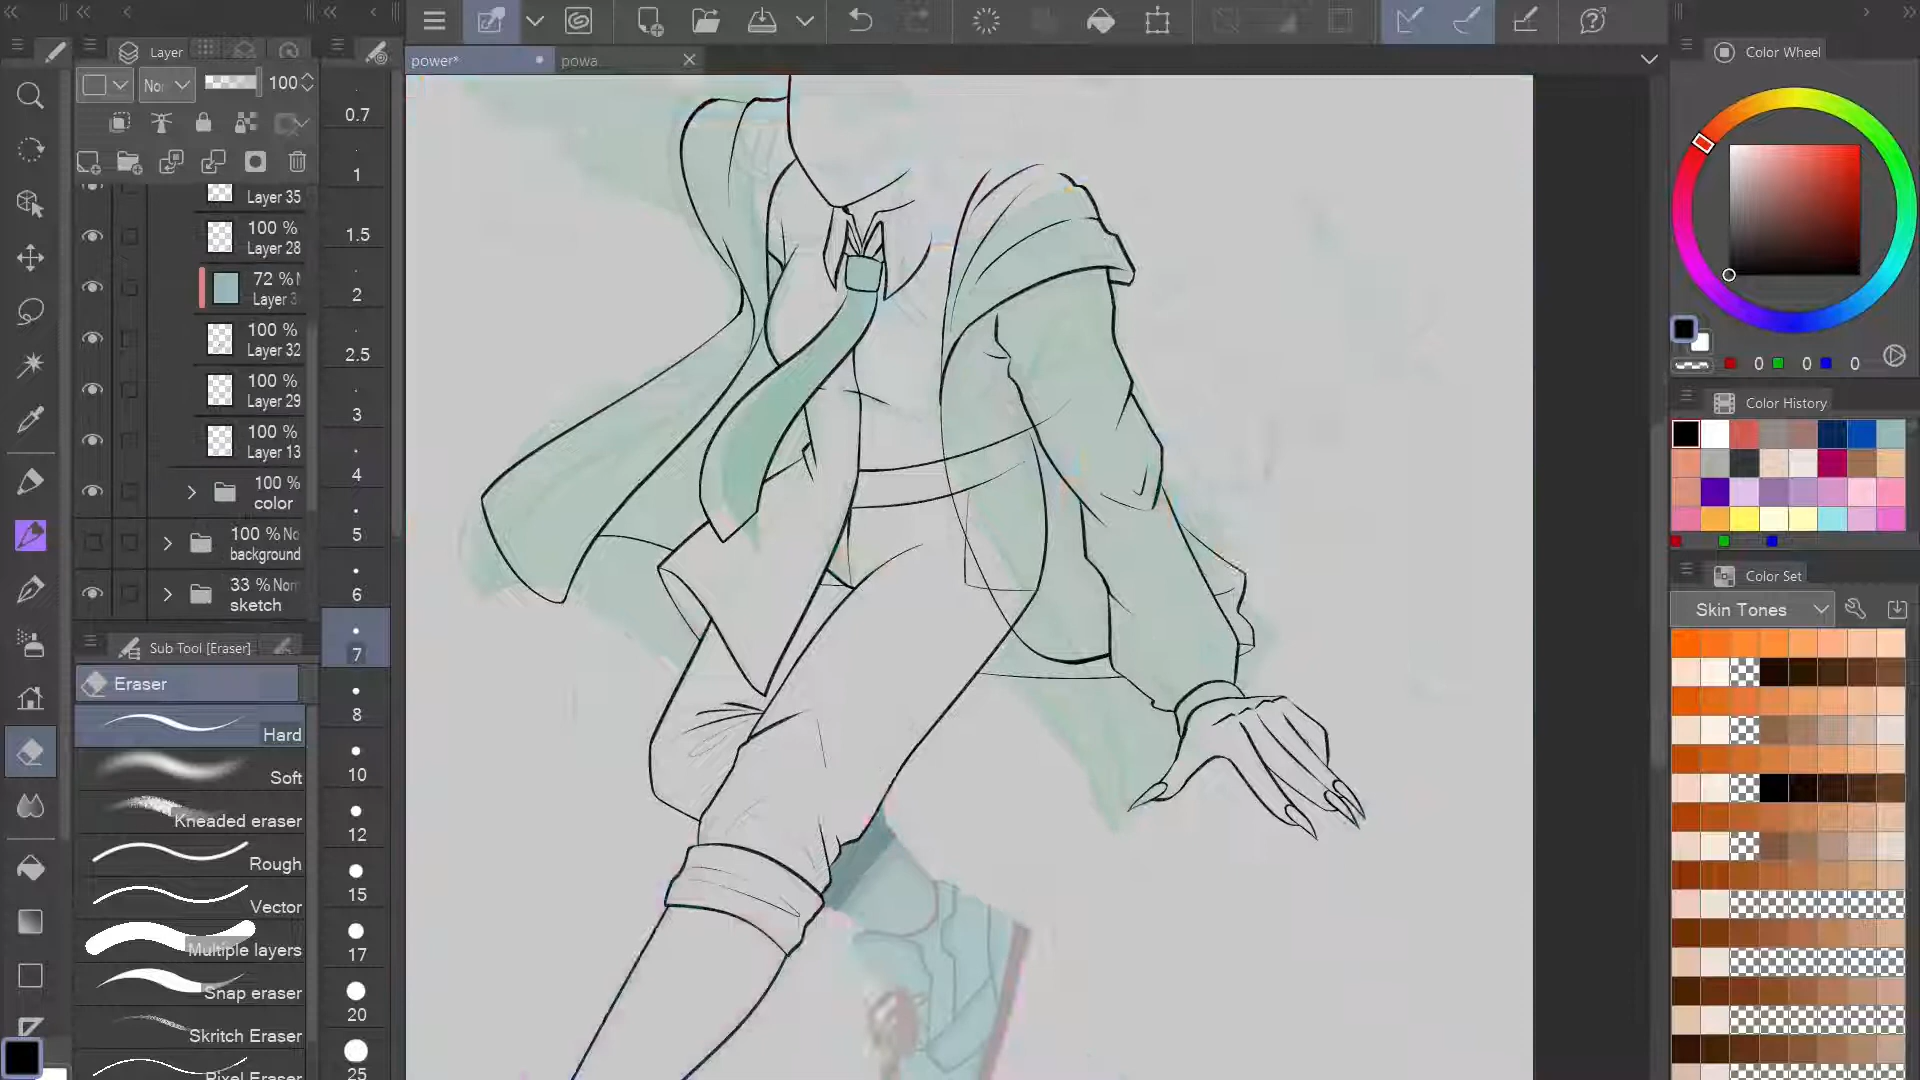 power*
powa...
Layer
Nor
100
Layer 35
100 %
Layer 28
72 %
Layer 3
100 %
Layer 32
100 %
Layer 29
100 %
Layer 13
100 %
color
100 % No
background
33 % Nor
sketch
Sub Tool [Eraser]
Eraser
Hard
Soft
Kneaded eraser
Rough
Vector
Multiple layers
Snap eraser
Skritch Eraser
Pixel Eraser
0.7
1
1.5
2
2.5
3
4
5
6
7
8
10
12
15
17
20
25
Color Wheel
0 0 0
Color History
Color Set
Skin Tones